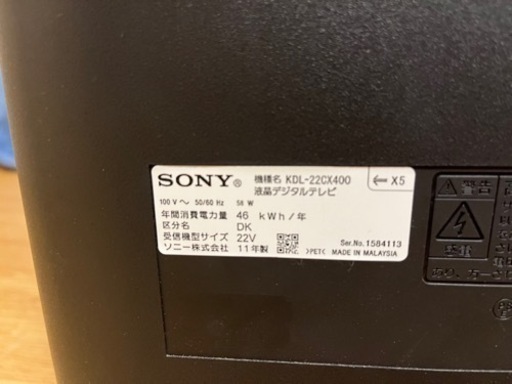 SONY® 機種名 KDL-22CX400
液晶デジタルテレビ
← X5
100 V～ 50/60 Hz 58 W
年間消費電力量 46 kWh/年
区分名 DK
受信機型サイズ 22V
ソニー株式会社 11年製
Ser.No.1584113
>PET< MADE IN MALAYSIA
警告